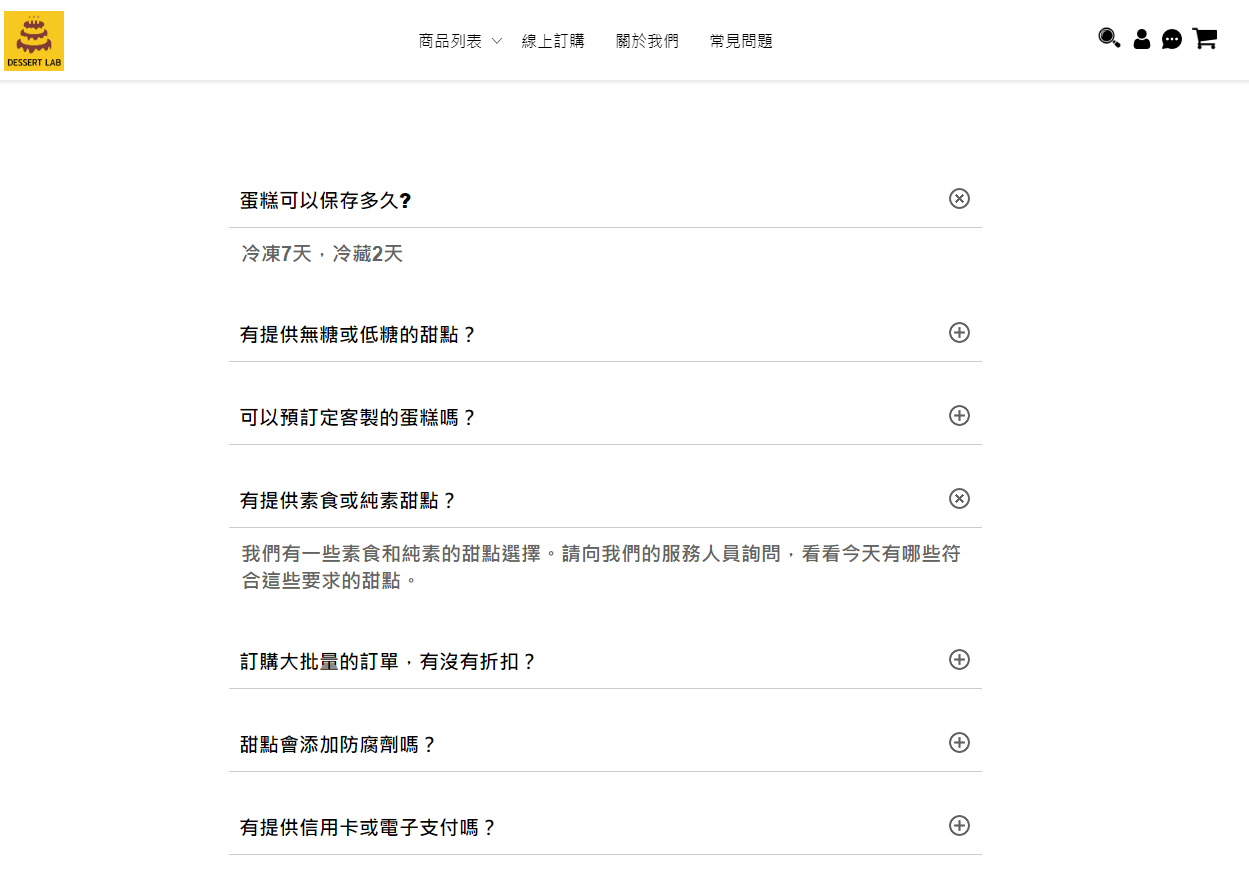 DESSERT LAB
商品列表 線上訂購 關於我們 常見問題
蛋糕可以保存多久?
冷凍7天，冷藏2天
有提供無糖或低糖的甜點？
可以預訂定客製的蛋糕嗎？
有提供素食或純素甜點？
我們有一些素食和純素的甜點選擇。請向我們的服務人員詢問，看看今天有哪些符
合這些要求的甜點。
訂購大批量的訂單，有沒有折扣？
甜點會添加防腐劑嗎？
有提供信用卡或電子支付嗎？